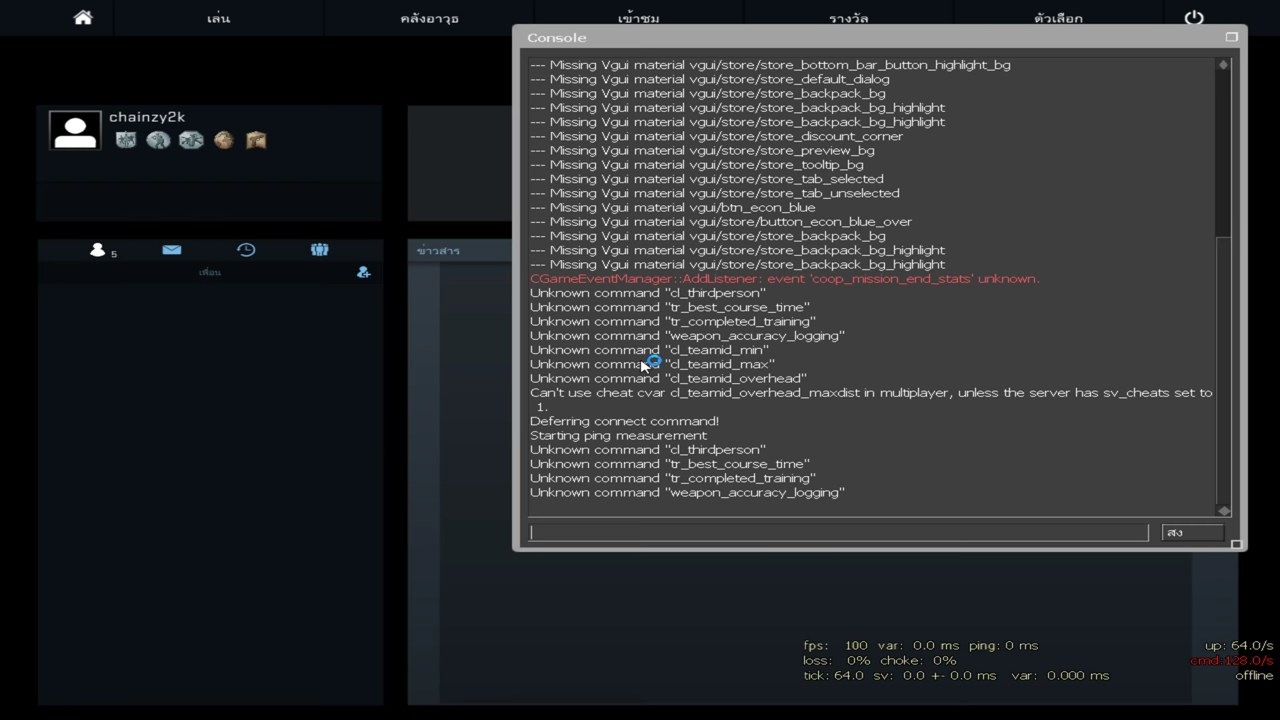 เล่น
คลังอาวุธ
เข้าชม
รางวัล
ตัวเลือก
Console
--- Missing Vgui material vgui/store/store_bottom_bar_button_highlight_bg
--- Missing Vgui material vgui/store/store_default_dialog
--- Missing Vgui material vgui/store/store_backpack_bg
--- Missing Vgui material vgui/store/store_backpack_bg_highlight
--- Missing Vgui material vgui/store/store_backpack_bg_highlight
--- Missing Vgui material vgui/store/store_discount_corner
--- Missing Vgui material vgui/store/store_preview_bg
--- Missing Vgui material vgui/store/store_tooltip_bg
--- Missing Vgui material vgui/store/store_tab_selected
--- Missing Vgui material vgui/store/store_tab_unselected
--- Missing Vgui material vgui/btn_econ_blue
--- Missing Vgui material vgui/store/button_econ_blue_over
--- Missing Vgui material vgui/store/store_backpack_bg
--- Missing Vgui material vgui/store/store_backpack_bg_highlight
--- Missing Vgui material vgui/store/store_backpack_bg_highlight
CGameEventManager::AddListener: event 'coop_mission_end_stats' unknown.
Unknown command "cl_thirdperson"
Unknown command "tr_best_course_time"
Unknown command "tr_completed_training"
Unknown command "weapon_accuracy_logging"
Unknown command "cl_teamid_min"
Unknown command "cl_teamid_max"
Unknown command "cl_teamid_overhead"
Can't use cheat cvar cl_teamid_overhead_maxdist in multiplayer, unless the server has sv_cheats set to
1.
Deferring connect command!
Starting ping measurement
Unknown command "cl_thirdperson"
Unknown command "tr_best_course_time"
Unknown command "tr_completed_training"
Unknown command "weapon_accuracy_logging"
ส่ง
chainzy2k
5
เพื่อน
ข่าวสาร
fps: 100 var: 0.0 ms ping: 0 ms
loss: 0% choke: 0%
tick: 64.0 sv: 0.0 +- 0.0 ms var: 0.000 ms
up: 64.0/s
cmd:128.0/s
offline